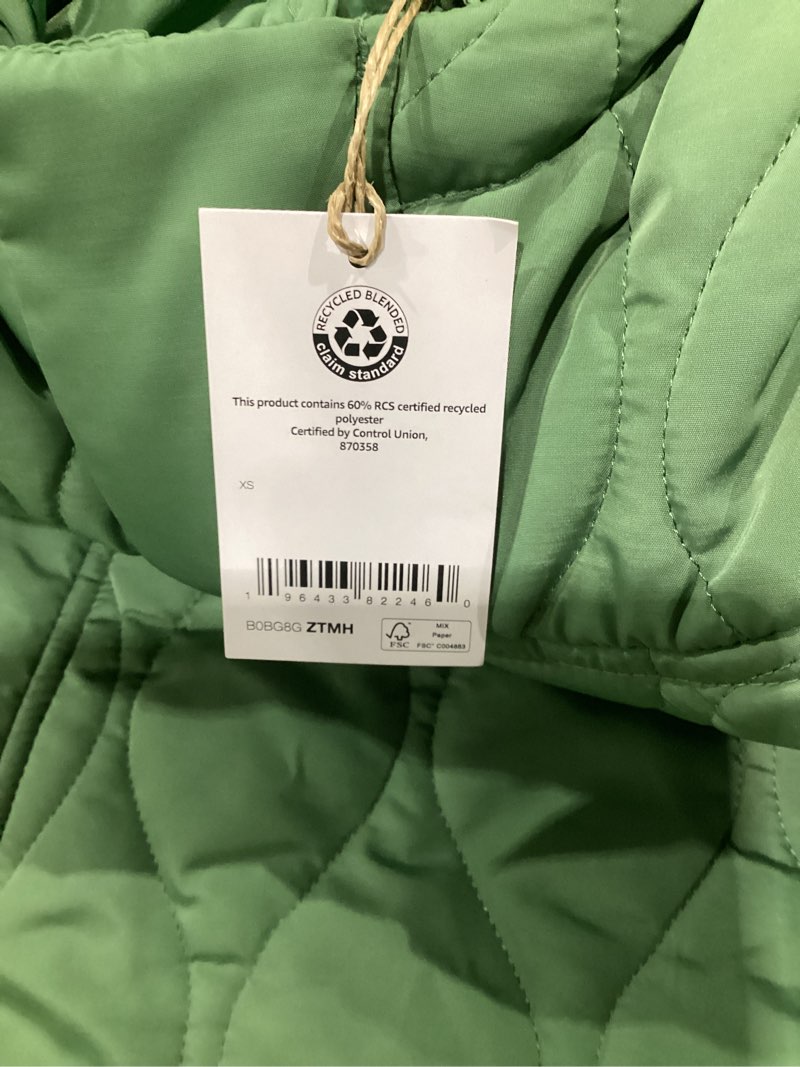 RECYCLED BLENDED
claim standard
This product contains 60% RCS certified recycled
polyester
Certified by Control Union,
870358
XS
1 96433 82246 0
B0BG8G ZTMH
FSC
MIX
Paper
FSC® C004883